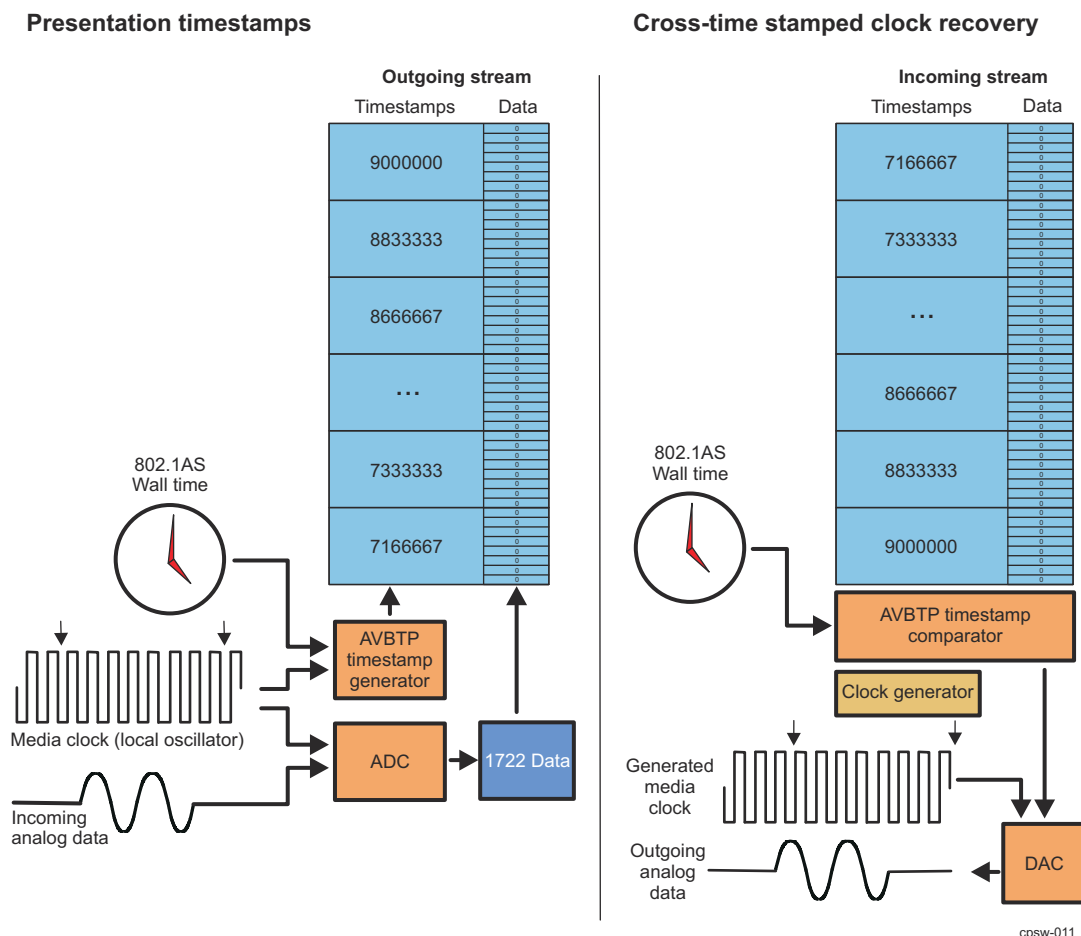 Presentation timestamps
Outgoing stream
Timestamps
Data
9000000
8833333
8666667
...
7333333
7166667
802.1AS
Wall time
AVBTP
timestamp
generator
Media clock (local oscillator)
ADC
1722 Data
Incoming
analog data
Cross-time stamped clock recovery
Incoming stream
Timestamps
Data
7166667
7333333
...
8666667
8833333
9000000
802.1AS
Wall time
AVBTP timestamp
comparator
Clock generator
Generated
media
clock
Outgoing
analog
data
DAC
cpsw-011